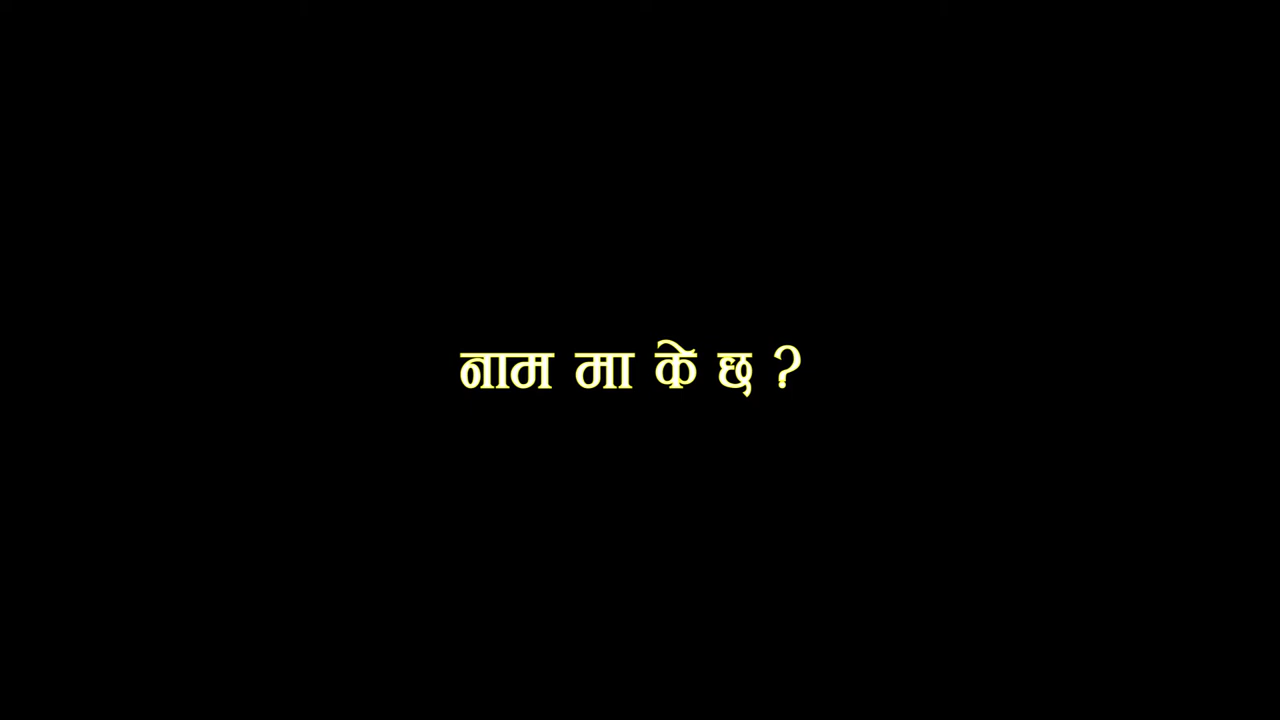 नाम मा के छ ?